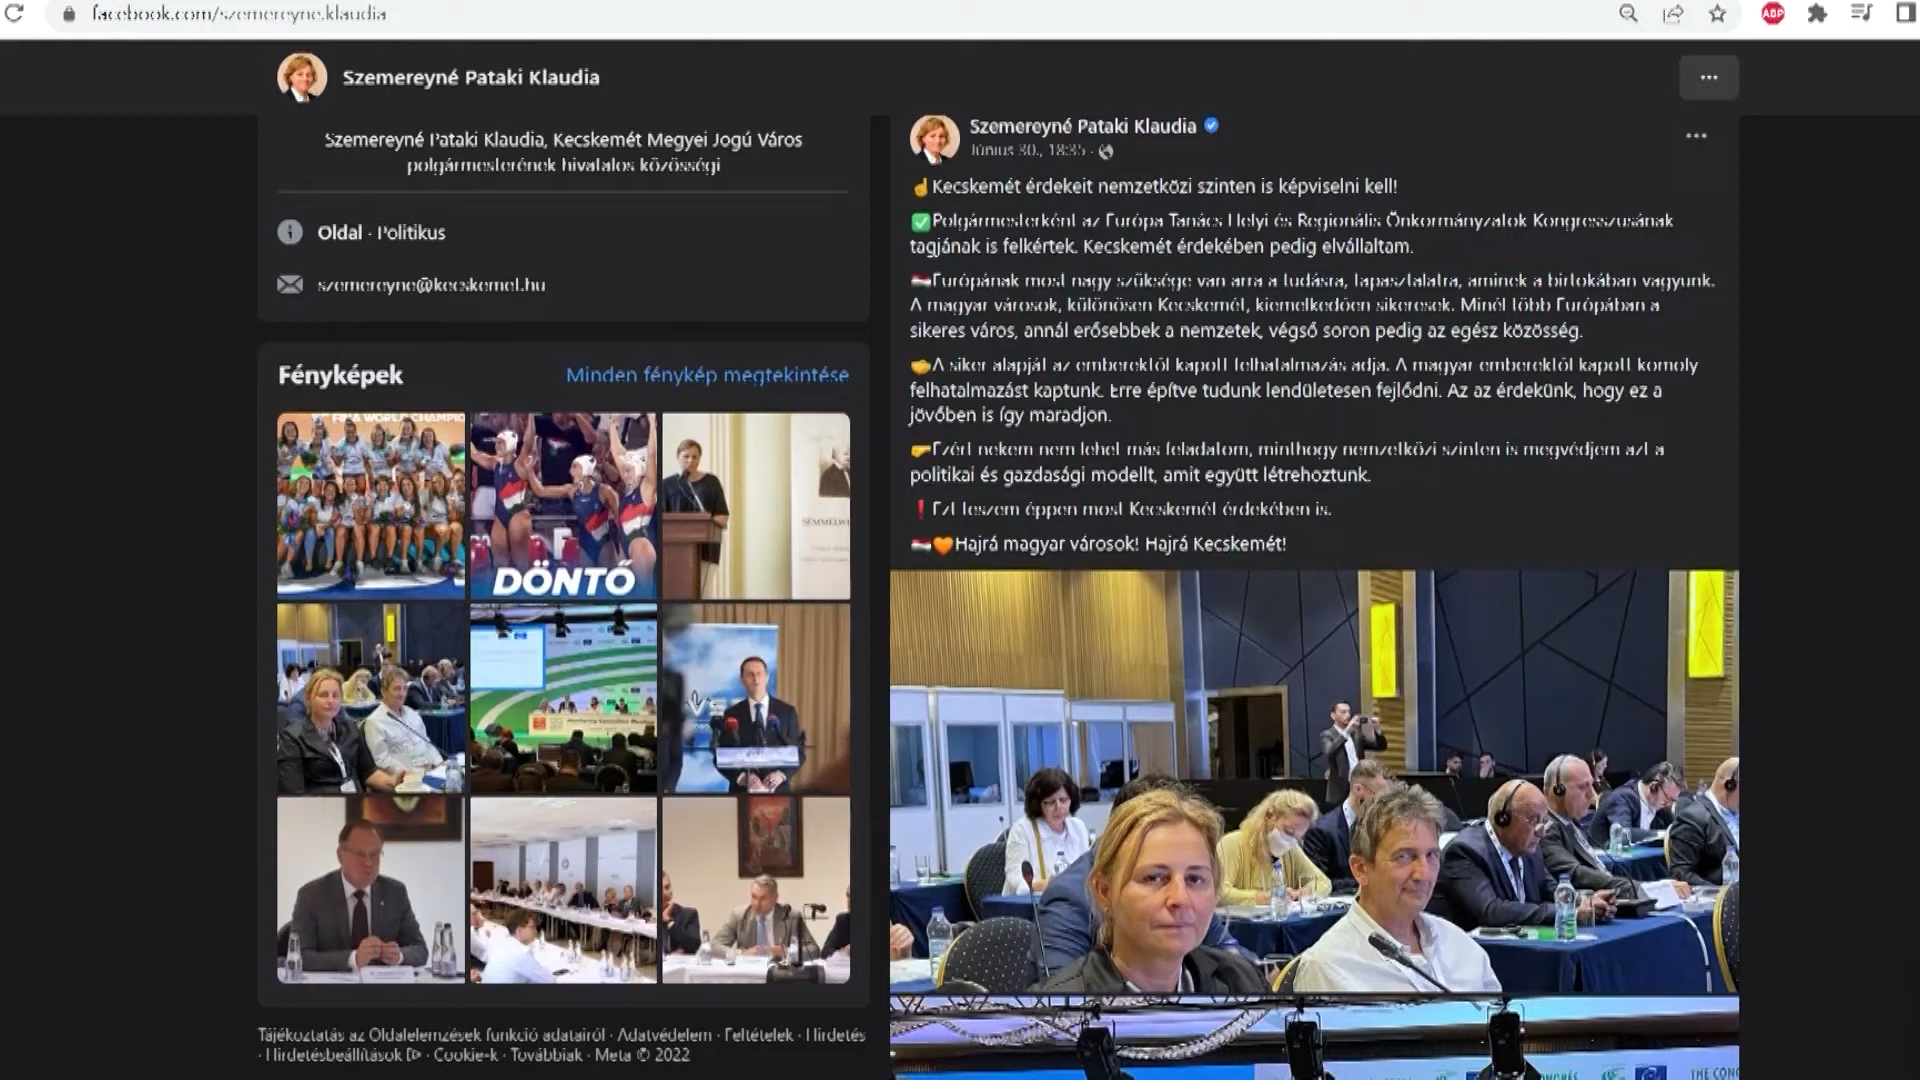 facebook.com/szemereyne.klaudia
ABP
Szemereyné Pataki Klaudia
Szemereyné Pataki Klaudia, Kecskemét Megyei Jogú Város
polgármesterének hivatalos közösségi
Oldal · Politikus
szemereyne@kecskemet.hu
Fényképek
Minden fénykép megtekintése
DÖNTŐ
Tájékoztatás az Oldalelemzések funkció adatairól · Adatvédelem · Feltételek · Hirdetés
· Hirdetésbeállítások · Cookie-k · Továbbiak · Meta © 2022
Szemereyné Pataki Klaudia
Június 30., 18:35 ·
Kecskemét érdekeit nemzetközi szinten is képviselni kell!
Polgármesterként az Európa Tanács Helyi és Regionális Önkormányzatok Kongresszusának
tagjának is felkértek. Kecskemét érdekében pedig elvállaltam.
Európának most nagy szüksége van arra a tudásra, tapasztalatra, aminek a birtokában vagyunk.
A magyar városok, különösen Kecskemét, kiemelkedően sikeresek. Minél több Európában a
sikeres város, annál erősebbek a nemzetek, végső soron pedig az egész közösség.
A siker alapját az emberektől kapott felhatalmazás adja. A magyar emberektől kapott komoly
felhatalmazást kaptunk. Erre építve tudunk lendületesen fejlődni. Az az érdekünk, hogy ez a
jövőben is így maradjon.
Ezért nekem nem lehet más feladatom, minthogy nemzetközi szinten is megvédjem azt a
politikai és gazdasági modellt, amit együtt létrehoztunk.
Ezt teszem éppen most Kecskemét érdekében is.
Hajrá magyar városok! Hajrá Kecskemét!